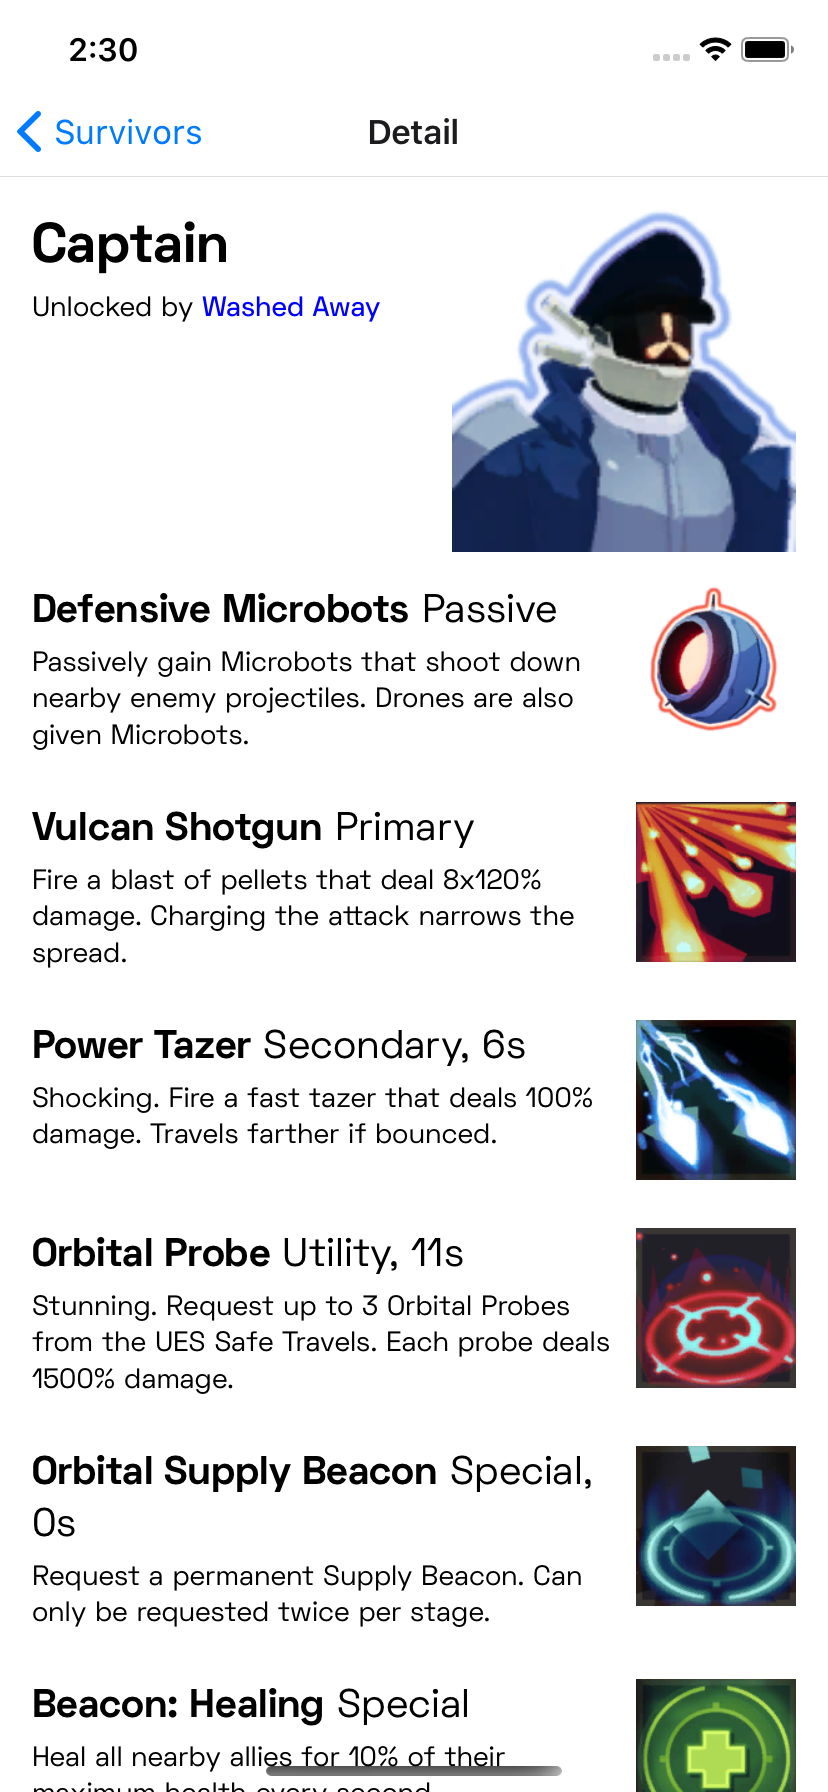 2:30
Survivors
Detail
Captain
Unlocked by Washed Away
Defensive Microbots Passive
Passively gain Microbots that shoot down
nearby enemy projectiles. Drones are also
given Microbots.
Vulcan Shotgun Primary
Fire a blast of pellets that deal 8x120%
damage. Charging the attack narrows the
spread.
Power Tazer Secondary, 6s
Shocking. Fire a fast tazer that deals 100%
damage. Travels farther if bounced.
Orbital Probe Utility, 11s
Stunning. Request up to 3 Orbital Probes
from the UES Safe Travels. Each probe deals
1500% damage.
Orbital Supply Beacon Special,
0s
Request a permanent Supply Beacon. Can
only be requested twice per stage.
Beacon: Healing Special
Heal all nearby allies for 10% of their
maximum health every second.